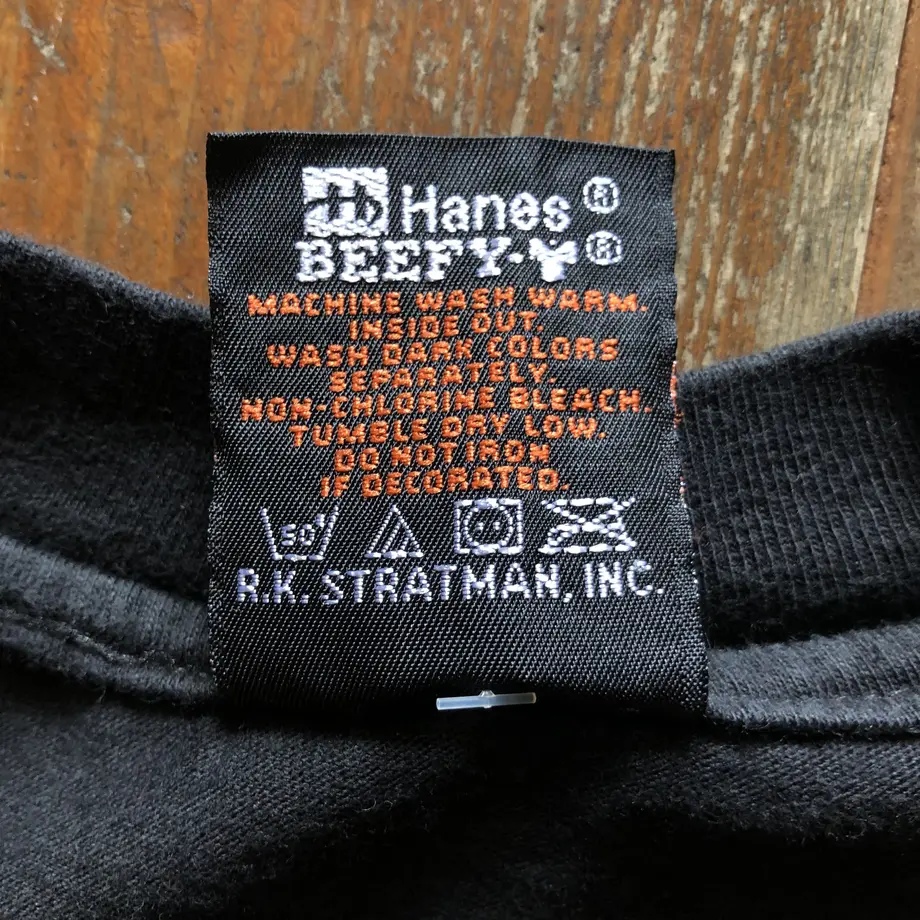 Hanes®
BEEFY-T®
MACHINE WASH WARM.
INSIDE OUT.
WASH DARK COLORS
SEPARATELY.
NON-CHLORINE BLEACH.
TUMBLE DRY LOW.
DO NOT IRON
IF DECORATED.
50
R.K. STRATMAN, INC.